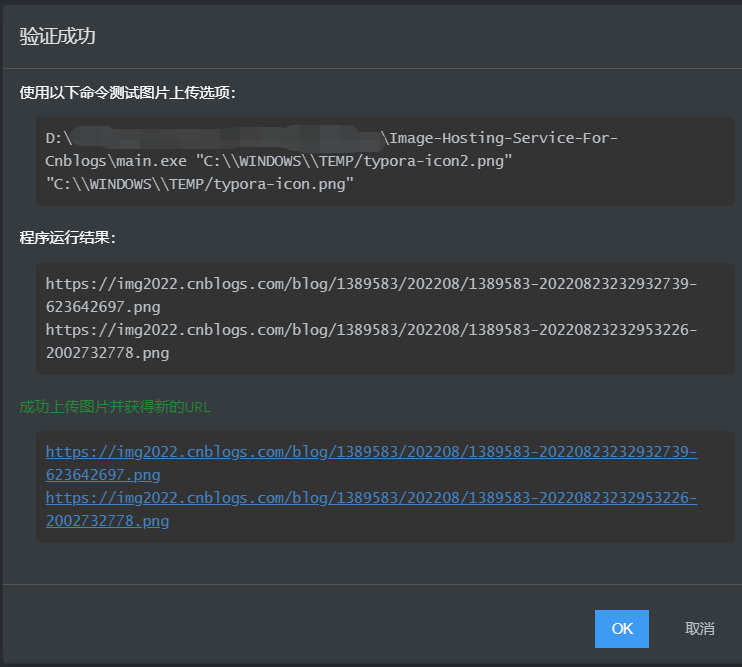 验证成功
使用以下命令测试图片上传选项：
D:\ \Image-Hosting-Service-For-
Cnblogs\main.exe "C:\\WINDOWS\\TEMP/typora-icon2.png"
"C:\\WINDOWS\\TEMP/typora-icon.png"
程序运行结果：
https://img2022.cnblogs.com/blog/1389583/202208/1389583-20220823232932739-
623642697.png
https://img2022.cnblogs.com/blog/1389583/202208/1389583-20220823232953226-
2002732778.png
成功上传图片并获得新的URL
https://img2022.cnblogs.com/blog/1389583/202208/1389583-20220823232932739-
623642697.png
https://img2022.cnblogs.com/blog/1389583/202208/1389583-20220823232953226-
2002732778.png
OK 取消